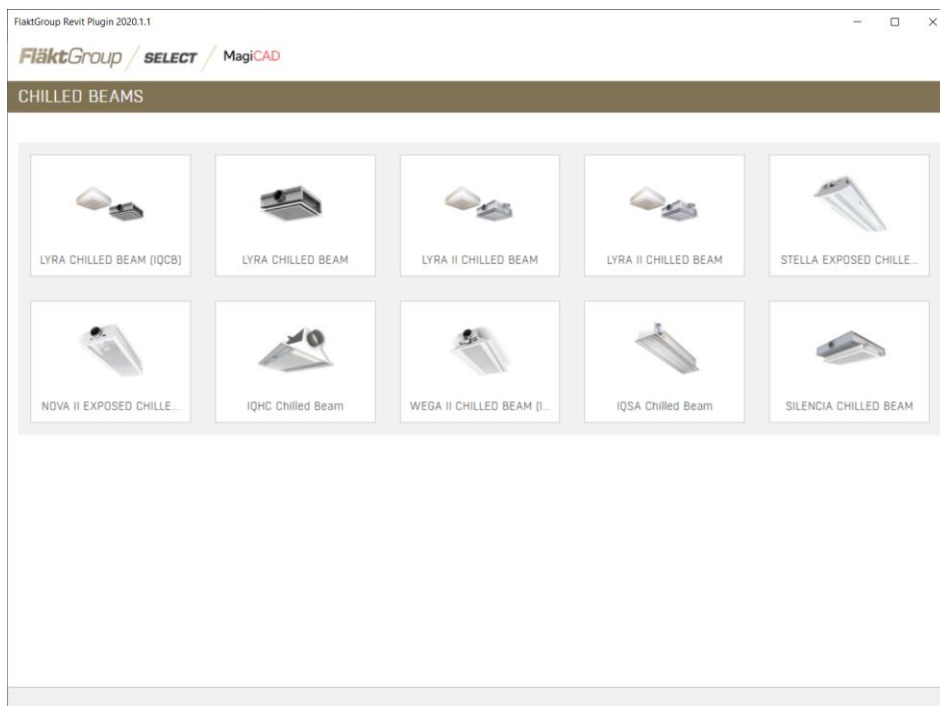 FlaktGroup Revit Plugin 2020.1.1
FläktGroup / SELECT / MagiCAD
CHILLED BEAMS
LYRA CHILLED BEAM (IQCB)
LYRA CHILLED BEAM
LYRA II CHILLED BEAM
LYRA II CHILLED BEAM
STELLA EXPOSED CHILLE...
NOVA II EXPOSED CHILLE...
IQHC Chilled Beam
WEGA II CHILLED BEAM (I...
IQSA Chilled Beam
SILENCIA CHILLED BEAM